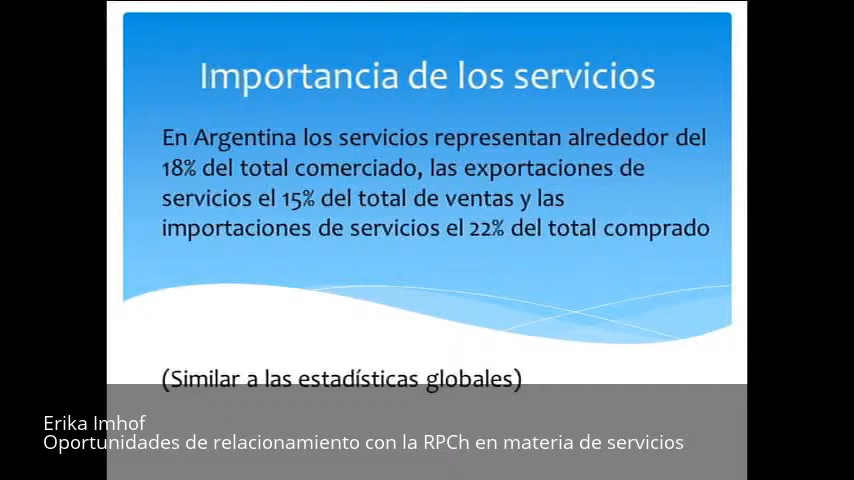 Importancia de los servicios
En Argentina los servicios representan alrededor del
18% del total comerciado, las exportaciones de
servicios el 15% del total de ventas y las
importaciones de servicios el 22% del total comprado
(Similar a las estadísticas globales)
Erika Imhof
Oportunidades de relacionamiento con la RPCh en materia de servicios